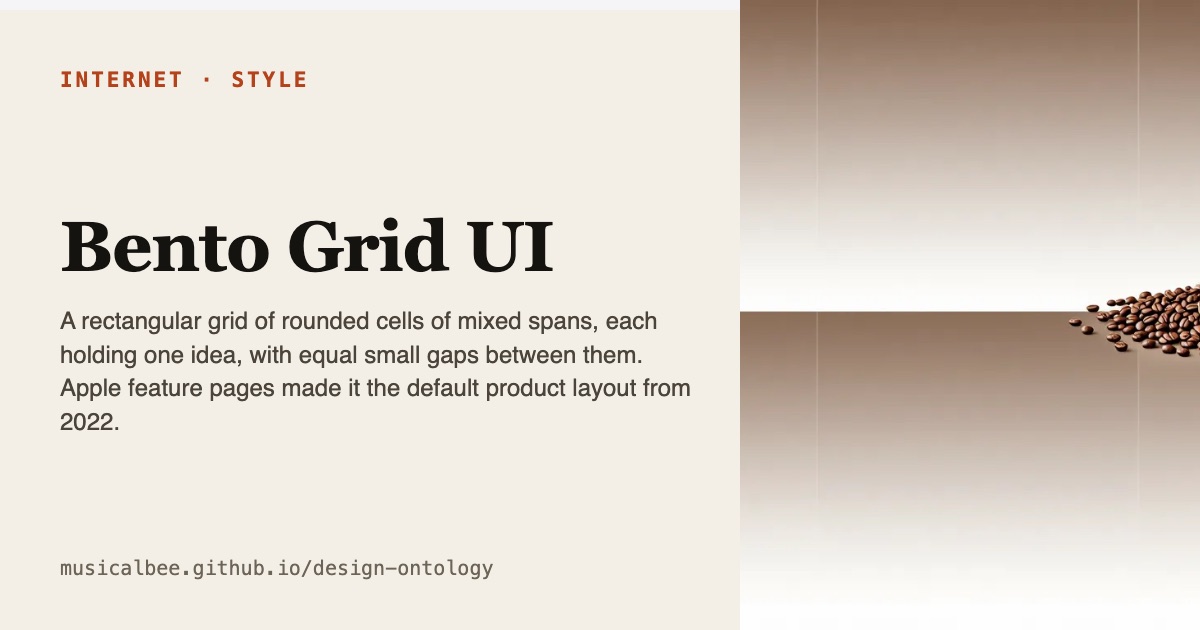 INTERNET · STYLE
Bento Grid UI
A rectangular grid of rounded cells of mixed spans, each
holding one idea, with equal small gaps between them.
Apple feature pages made it the default product layout from
2022.
musicalbee.github.io/design-ontology